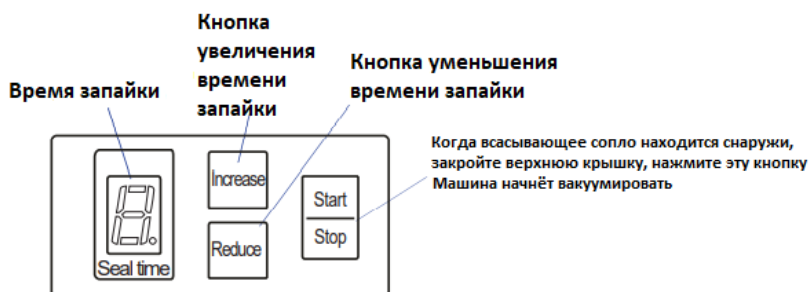 Кнопка
увеличения
времени
запайки
Кнопка уменьшения
времени запайки
Время запайки
Когда всасывающее сопло находится снаружи,
закройте верхнюю крышку, нажмите эту кнопку
Машина начнёт вакуумировать
8.
Seal time
Increase
Reduce
Start
Stop